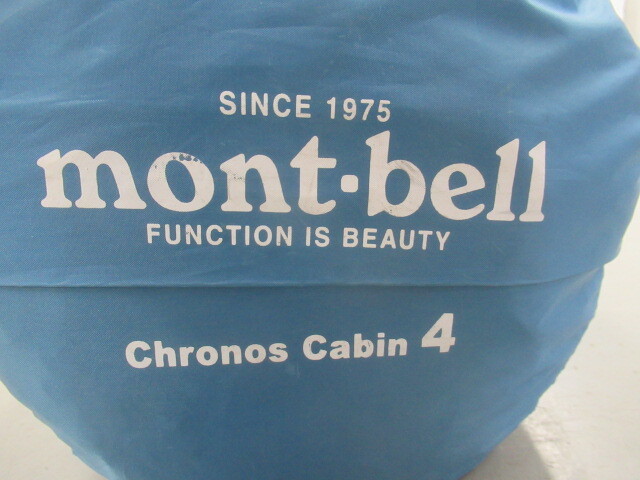 SINCE 1975
mont·bell
FUNCTION IS BEAUTY
Chronos Cabin 4